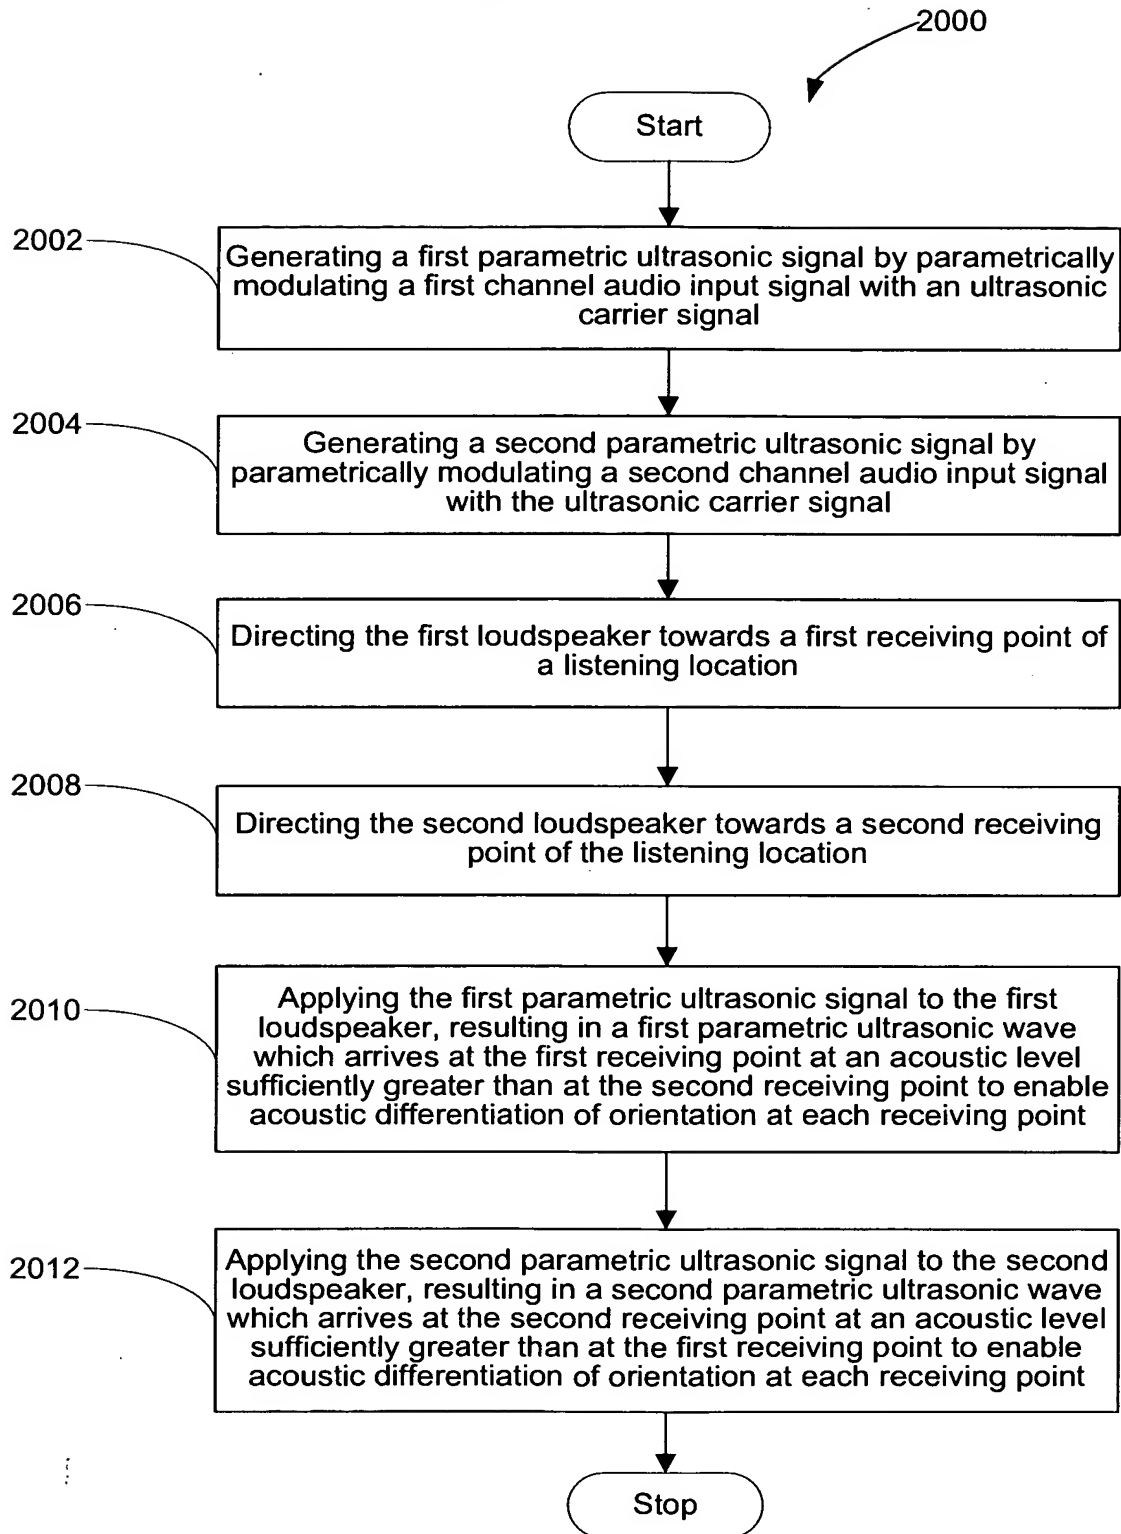 2000
Start
2002
Generating a first parametric ultrasonic signal by parametrically
modulating a first channel audio input signal with an ultrasonic
carrier signal
2004
Generating a second parametric ultrasonic signal by
parametrically modulating a second channel audio input signal
with the ultrasonic carrier signal
2006
Directing the first loudspeaker towards a first receiving point of
a listening location
2008
Directing the second loudspeaker towards a second receiving
point of the listening location
2010
Applying the first parametric ultrasonic signal to the first
loudspeaker, resulting in a first parametric ultrasonic wave
which arrives at the first receiving point at an acoustic level
sufficiently greater than at the second receiving point to enable
acoustic differentiation of orientation at each receiving point
2012
Applying the second parametric ultrasonic signal to the second
loudspeaker, resulting in a second parametric ultrasonic wave
which arrives at the second receiving point at an acoustic level
sufficiently greater than at the first receiving point to enable
acoustic differentiation of orientation at each receiving point
Stop